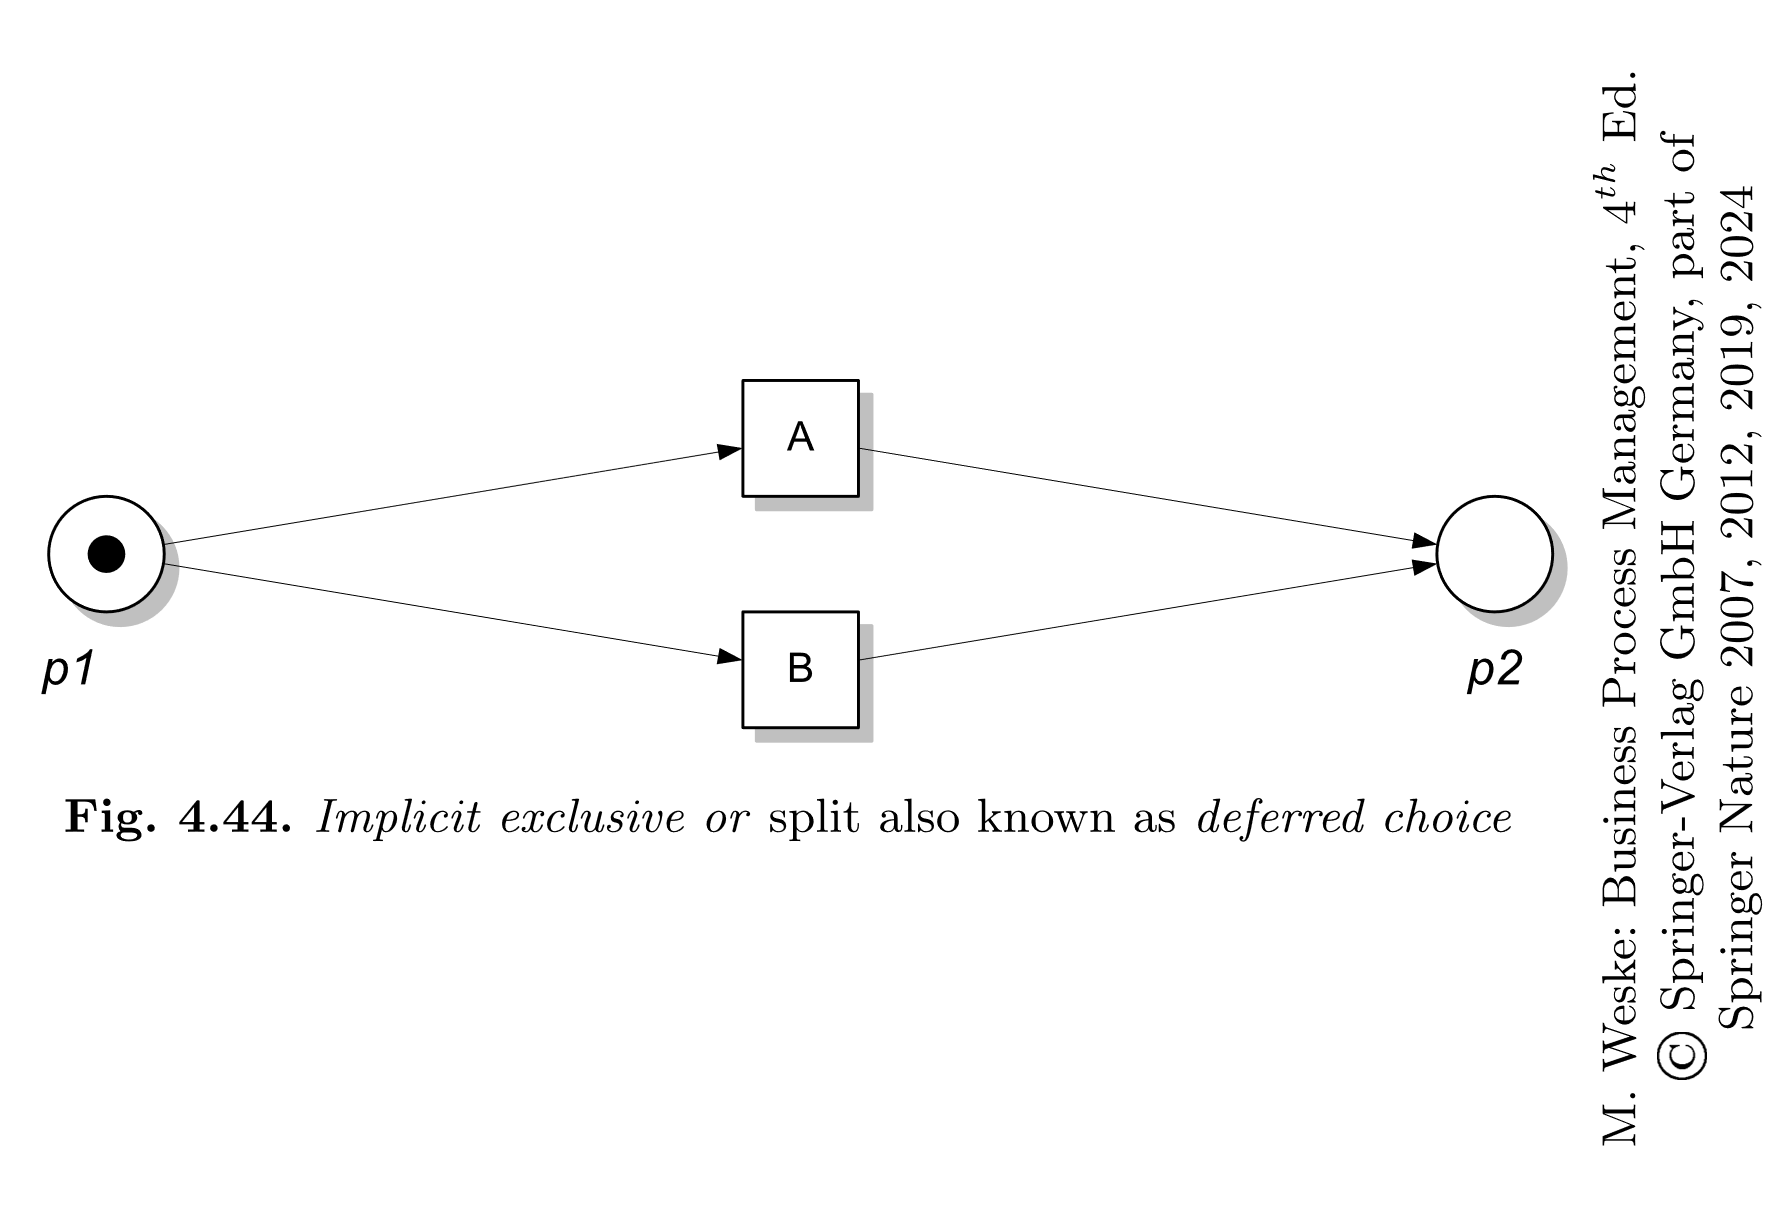 A
B
p1
p2
Fig. 4.44. Implicit exclusive or split also known as deferred choice
M. Weske: Business Process Management, 4th Ed.
© Springer-Verlag GmbH Germany, part of
Springer Nature 2007, 2012, 2019, 2024